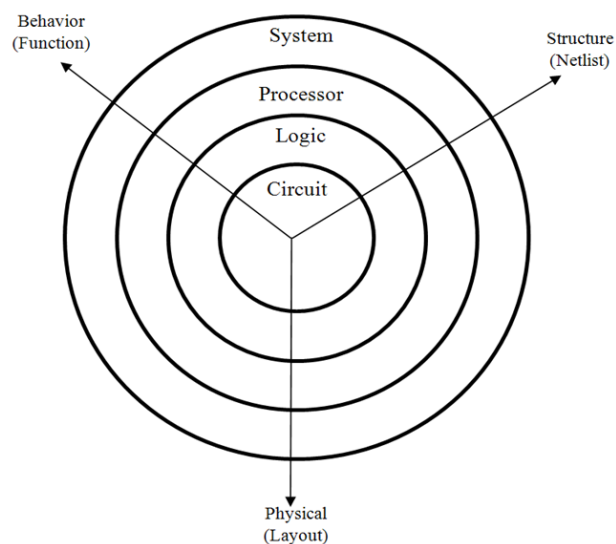 Behavior
(Function)
System
Structure
(Netlist)
Processor
Logic
Circuit
Physical
(Layout)